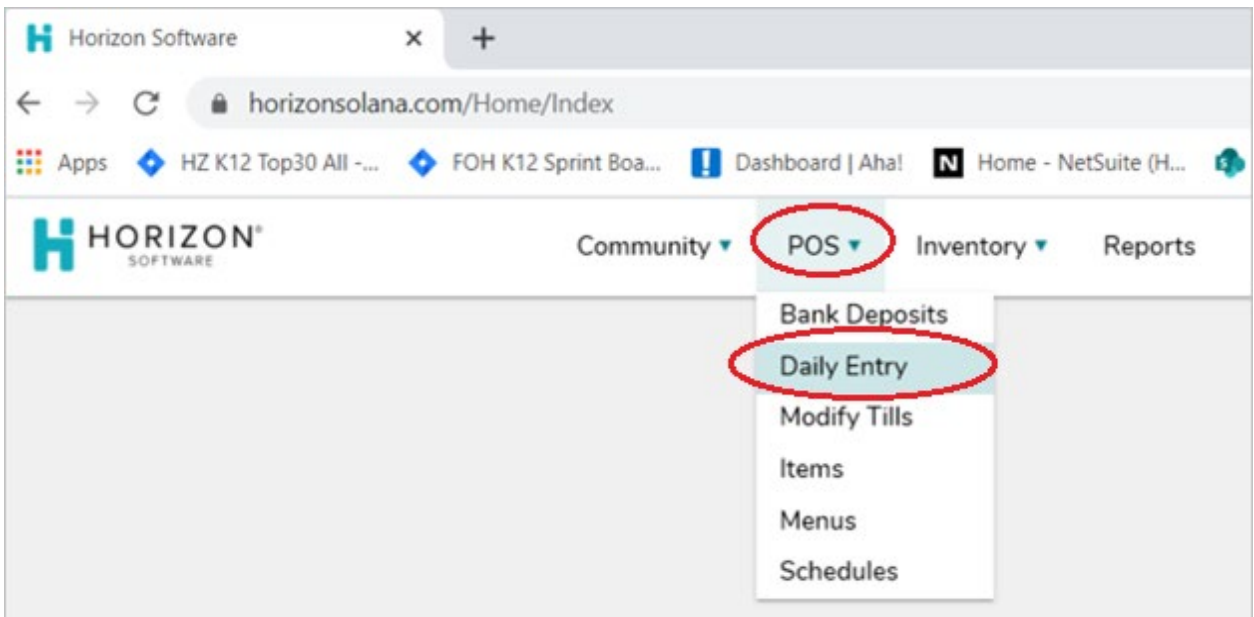 Horizon Software
horizonsolana.com/Home/Index
Apps HZ K12 Top30 All -... FOH K12 Sprint Boa... Dashboard | Aha! N Home - NetSuite (H... S
HORIZON® Community POS Inventory Reports
SOFTWARE
Bank Deposits
Daily Entry
Modify Tills
Items
Menus
Schedules